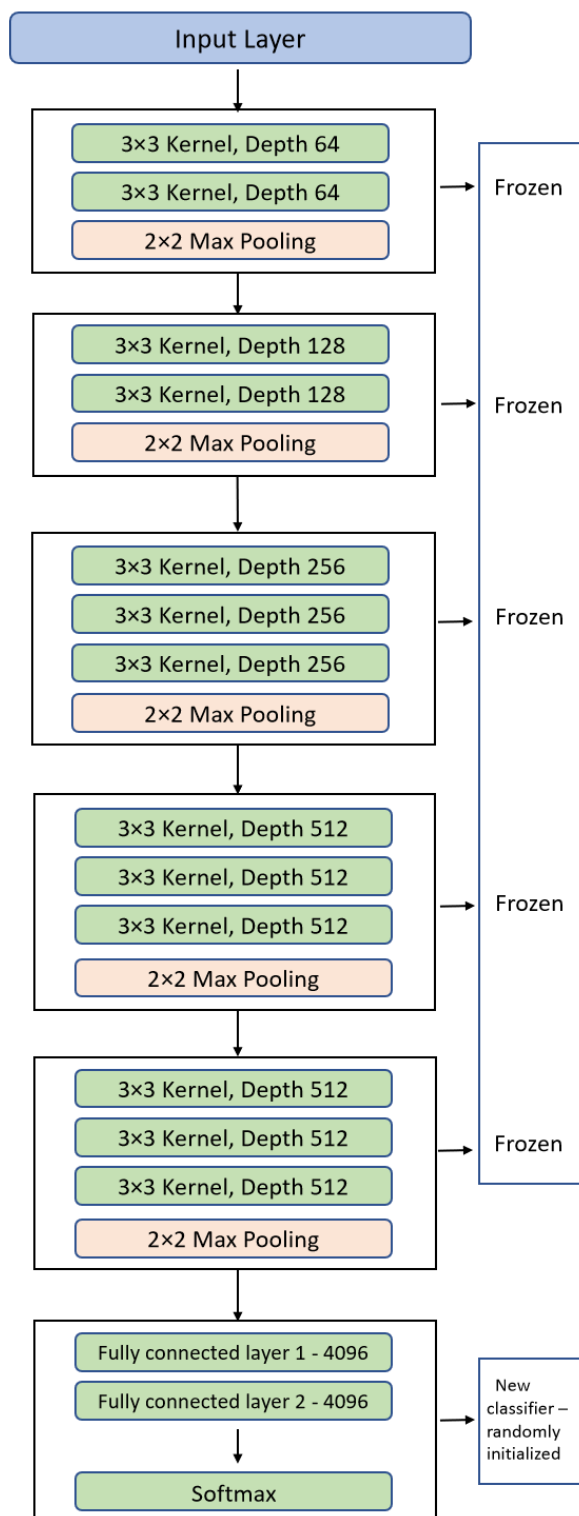 Input Layer
3×3 Kernel, Depth 64
3×3 Kernel, Depth 64
2×2 Max Pooling
Frozen
3×3 Kernel, Depth 128
3×3 Kernel, Depth 128
2×2 Max Pooling
Frozen
3×3 Kernel, Depth 256
3×3 Kernel, Depth 256
3×3 Kernel, Depth 256
2×2 Max Pooling
Frozen
3×3 Kernel, Depth 512
3×3 Kernel, Depth 512
3×3 Kernel, Depth 512
2×2 Max Pooling
Frozen
3×3 Kernel, Depth 512
3×3 Kernel, Depth 512
3×3 Kernel, Depth 512
2×2 Max Pooling
Frozen
Fully connected layer 1 - 4096
Fully connected layer 2 - 4096
Softmax
New
classifier –
randomly
initialized